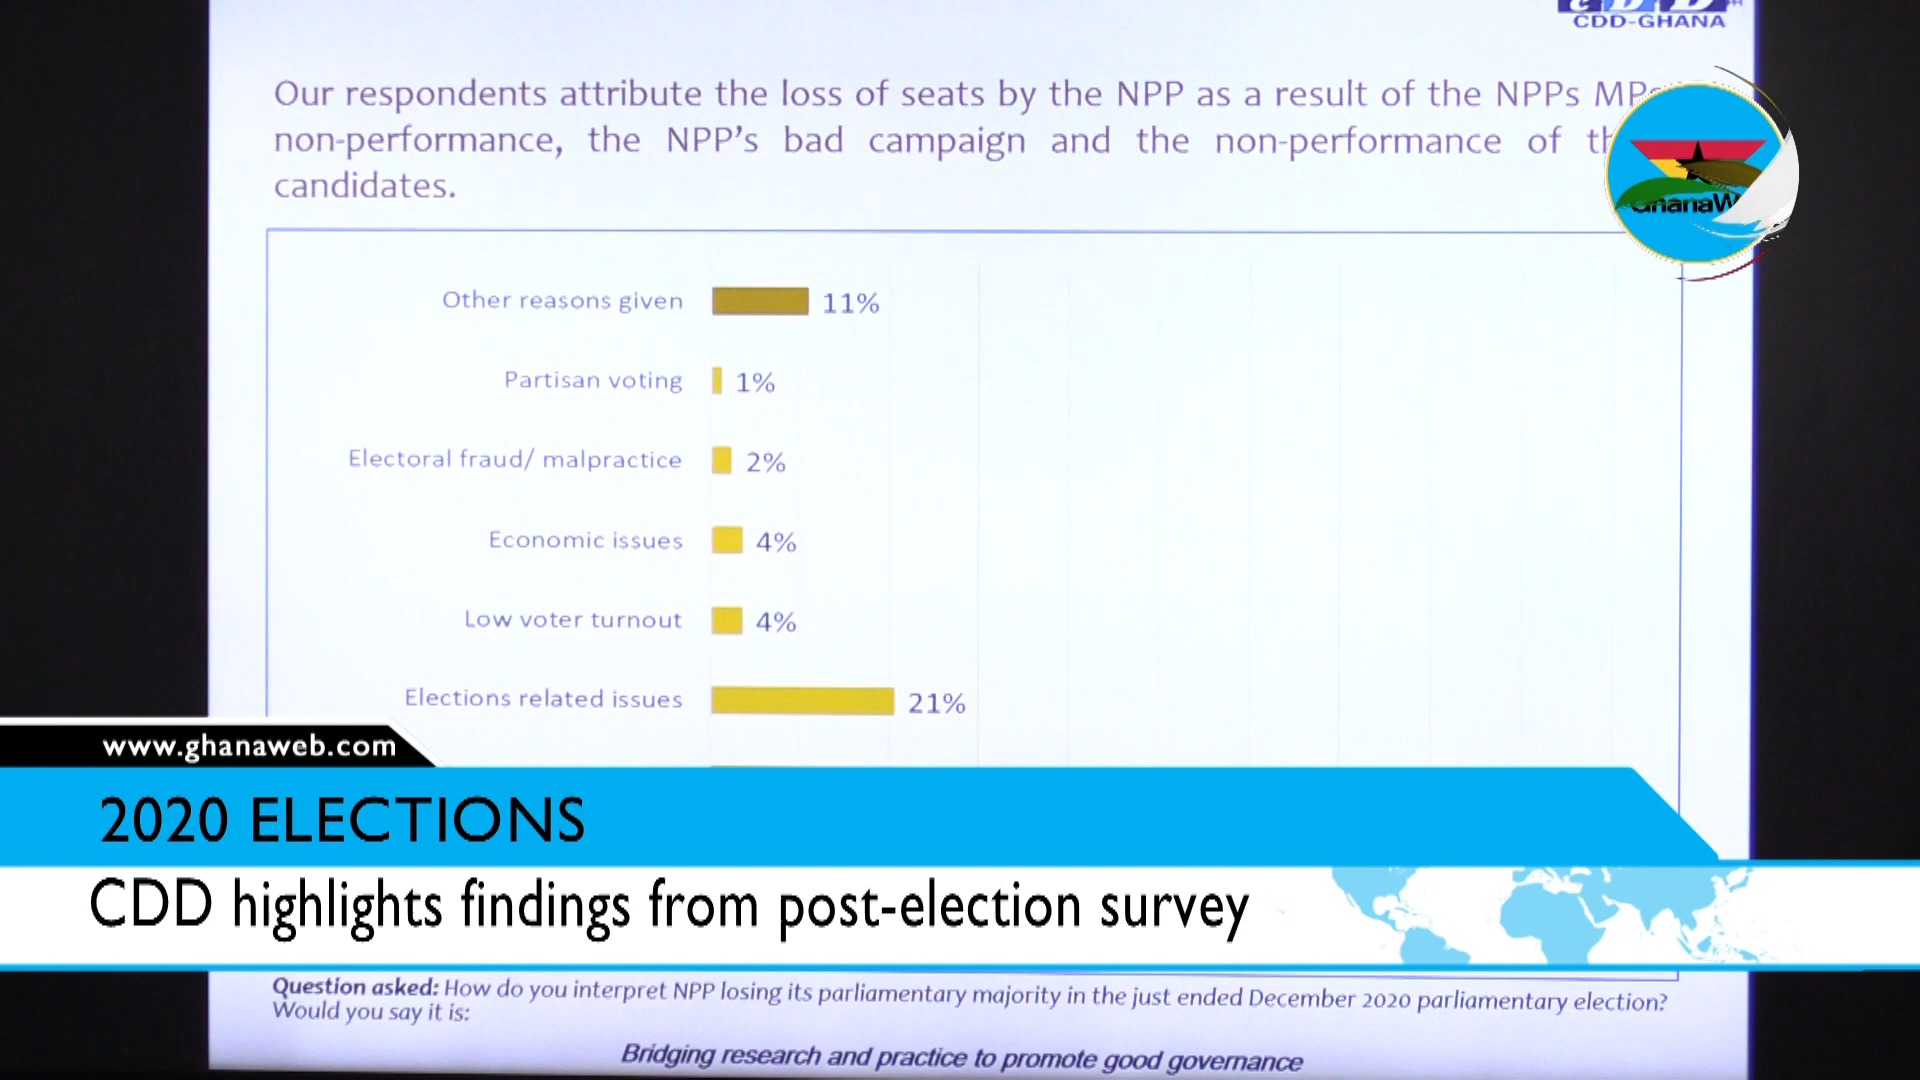 CDD-GHANA
Our respondents attribute the loss of seats by the NPP as a result of the NPPs
non-performance, the NPP's bad campaign and the non-performance of
candidates.
Other reasons given 11%
Partisan voting 1%
Electoral fraud/ malpractice 2%
Economic issues 4%
Low voter turnout 4%
Elections related issues 21%
www.ghanaweb.com
2020 ELECTIONS
CDD highlights findings from post-election survey
Question asked: How do you interpret NPP losing its parliamentary majority in the just ended December 2020 parliamentary election?
Would you say it is:
Bridging research and practice to promote good governance